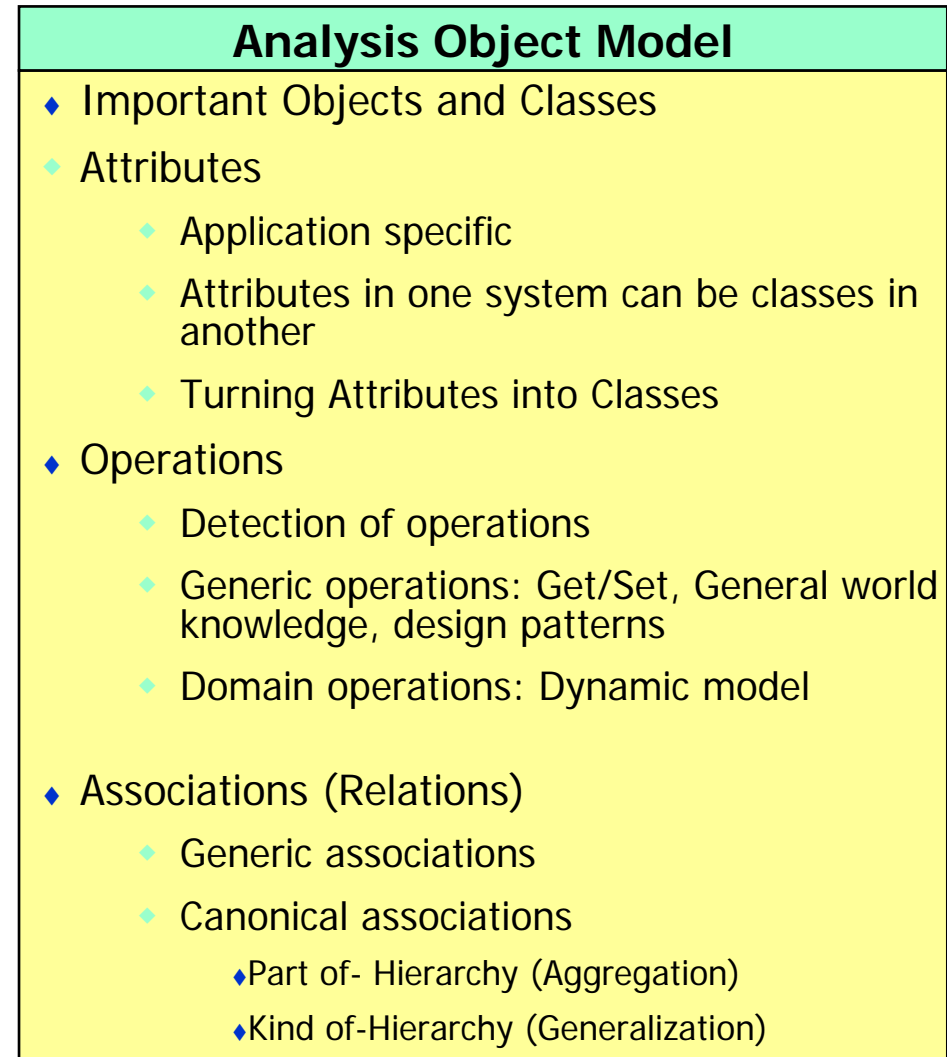 Analysis Object Model
♦ Important Objects and Classes
♦ Attributes
♦ Application specific
♦ Attributes in one system can be classes in
another
♦ Turning Attributes into Classes
♦ Operations
♦ Detection of operations
♦ Generic operations: Get/Set, General world
knowledge, design patterns
♦ Domain operations: Dynamic model
♦ Associations (Relations)
♦ Generic associations
♦ Canonical associations
♦Part of- Hierarchy (Aggregation)
♦Kind of-Hierarchy (Generalization)